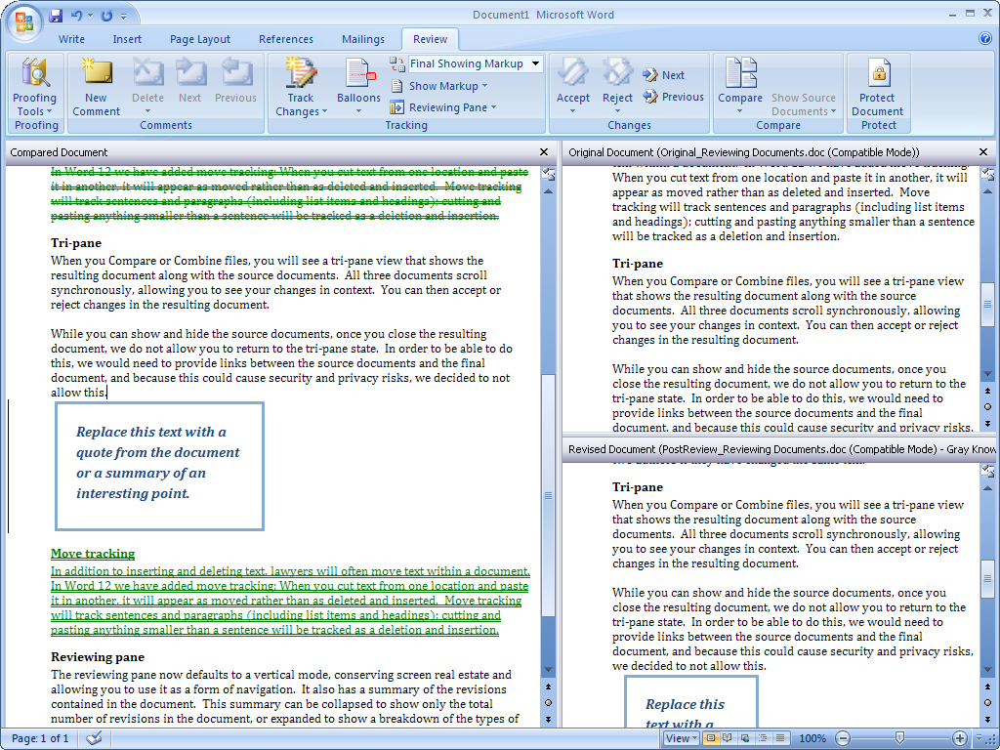 Document1 Microsoft Word
Write Insert Page Layout References Mailings Review
Proofing Tools
Proofing
New Comment
Delete
Next
Previous
Comments
Track Changes
Balloons
Final Showing Markup
Show Markup
Reviewing Pane
Tracking
Accept
Reject
Next
Previous
Changes
Compare
Show Source Documents
Compare
Protect Document
Protect
Compared Document
In Word 12 we have added move tracking: When you cut text from one location and paste
it in another, it will appear as moved rather than as deleted and inserted. Move tracking
will track sentences and paragraphs (including list items and headings); cutting and
pasting anything smaller than a sentence will be tracked as a deletion and insertion.
Tri-pane
When you Compare or Combine files, you will see a tri-pane view that shows the
resulting document along with the source documents. All three documents scroll
synchronously, allowing you to see your changes in context. You can then accept or
reject changes in the resulting document.
While you can show and hide the source documents, once you close the resulting
document, we do not allow you to return to the tri-pane state. In order to be able to do
this, we would need to provide links between the source documents and the final
document, and because this could cause security and privacy risks, we decided to not
allow this.
Replace this text with a
quote from the document
or a summary of an
interesting point.
Move tracking
In addition to inserting and deleting text, lawyers will often move text within a document.
In Word 12 we have added move tracking: When you cut text from one location and paste
it in another, it will appear as moved rather than as deleted and inserted. Move tracking
will track sentences and paragraphs (including list items and headings); cutting and
pasting anything smaller than a sentence will be tracked as a deletion and insertion.
Reviewing pane
The reviewing pane now defaults to a vertical mode, conserving screen real estate and
allowing you to use it as a form of navigation. It also has a summary of the revisions
contained in the document. This summary can be collapsed to show only the total
number of revisions in the document, or expanded to show a breakdown of the types of
Original Document (Original_Reviewing Documents.doc (Compatible Mode))
When you cut text from one location and paste it in another, it will
appear as moved rather than as deleted and inserted. Move
tracking will track sentences and paragraphs (including list items
and headings); cutting and pasting anything smaller than a sentence
will be tracked as a deletion and insertion.
Tri-pane
When you Compare or Combine files, you will see a tri-pane view
that shows the resulting document along with the source
documents. All three documents scroll synchronously, allowing
you to see your changes in context. You can then accept or reject
changes in the resulting document.
While you can show and hide the source documents, once you
close the resulting document, we do not allow you to return to the
tri-pane state. In order to be able to do this, we would need to
provide links between the source documents and the final
document, and because this could cause security and privacy risks,
Revised Document (PostReview_Reviewing Documents.doc (Compatible Mode) - Gray Know
Tri-pane
When you Compare or Combine files, you will see a tri-pane view
that shows the resulting document along with the source
documents. All three documents scroll synchronously, allowing
you to see your changes in context. You can then accept or reject
changes in the resulting document.
While you can show and hide the source documents, once you
close the resulting document, we do not allow you to return to the
tri-pane state. In order to be able to do this, we would need to
provide links between the source documents and the final
document, and because this could cause security and privacy risks,
we decided to not allow this.
Replace this
text with a
Page: 1 of 1
View
100%